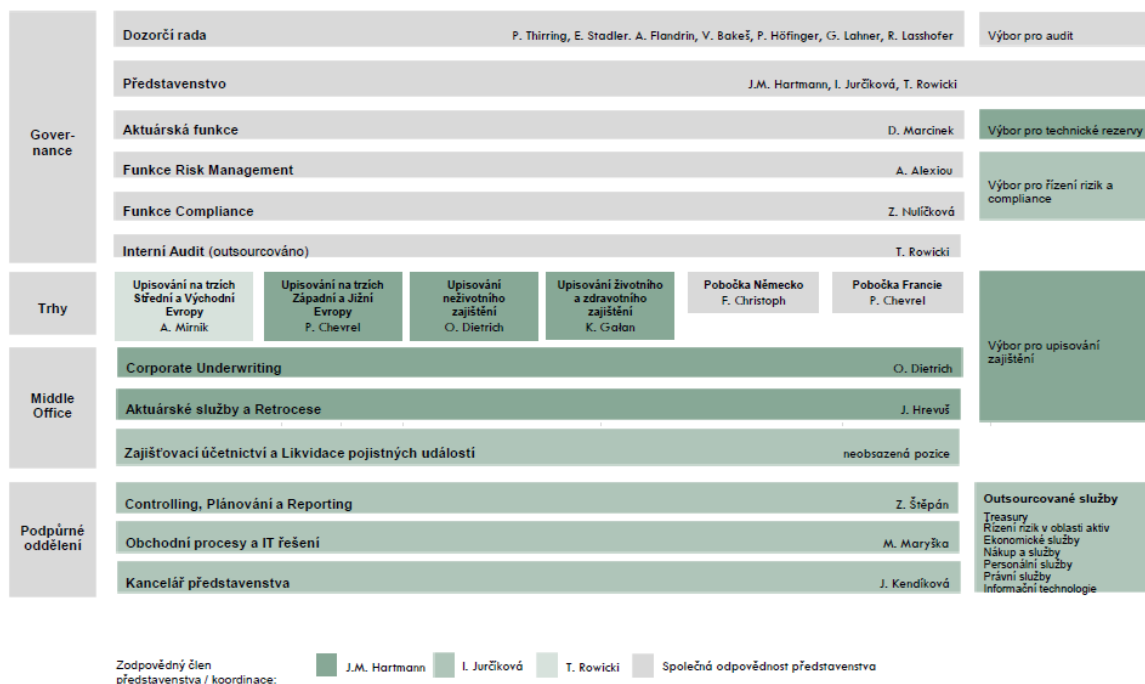 Dozorčí rada
P. Thirring, E. Stadler. A. Flandrin, V. Bakeš, P. Höfinger, G. Lahner, R. Lasshofer
Výbor pro audit
Představenstvo
J.M. Hartmann, I. Jurčíková, T. Rowicki
Gover-
nance
Aktuárská funkce
D. Marcinek
Výbor pro technické rezervy
Funkce Risk Management
A. Alexiou
Výbor pro řízení rizik a
compliance
Funkce Compliance
Z. Nulíčková
Interní Audit (outsourcováno)
T. Rowicki
Trhy
Upisování na trzích
Střední a Východní
Evropy
A. Mirnik
Upisování na trzích
Západní a Jižní
Evropy
P. Chevrel
Upisování
neživotního
zajištění
O. Dietrich
Upisování životního
a zdravotního
zajištění
K. Galan
Pobočka Německo
F. Christoph
Pobočka Francie
P. Chevrel
Výbor pro upisování
zajištění
Middle
Office
Corporate Underwriting
O. Dietrich
Aktuárské služby a Retrocese
J. Hrevuš
Zajišťovací účetnictví a Likvidace pojistných událostí
neobsazená pozice
Podpůrné
oddělení
Controlling, Plánování a Reporting
Z. Štěpán
Obchodní procesy a IT řešení
M. Maryška
Kancelář představenstva
J. Kendíková
Outsourcované služby
Treasury
Řízení rizik v oblasti aktiv
Ekonomické služby
Nákup a služby
Personální služby
Právní služby
Informační technologie
Zodpovědný člen
představenstva / koordinace:
J.M. Hartmann
I. Jurčíková
T. Rowicki
Společná odpovědnost představenstva